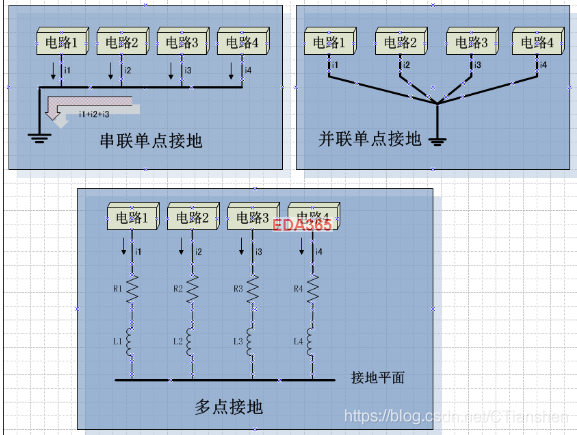 电路1 电路2 电路3 电路4
i1 i2 i3 i4
i1+i2+i3
串联单点接地
电路1 电路2 电路3 电路4
i1 i2 i3 i4
并联单点接地
电路1 电路2 电路3 电路4
EDA365
i1 i2 i3 i4
R1 R2 R3 R4
L1 L2 L3 L4
接地平面
多点接地
https://blog.csdn.net/CTianshan